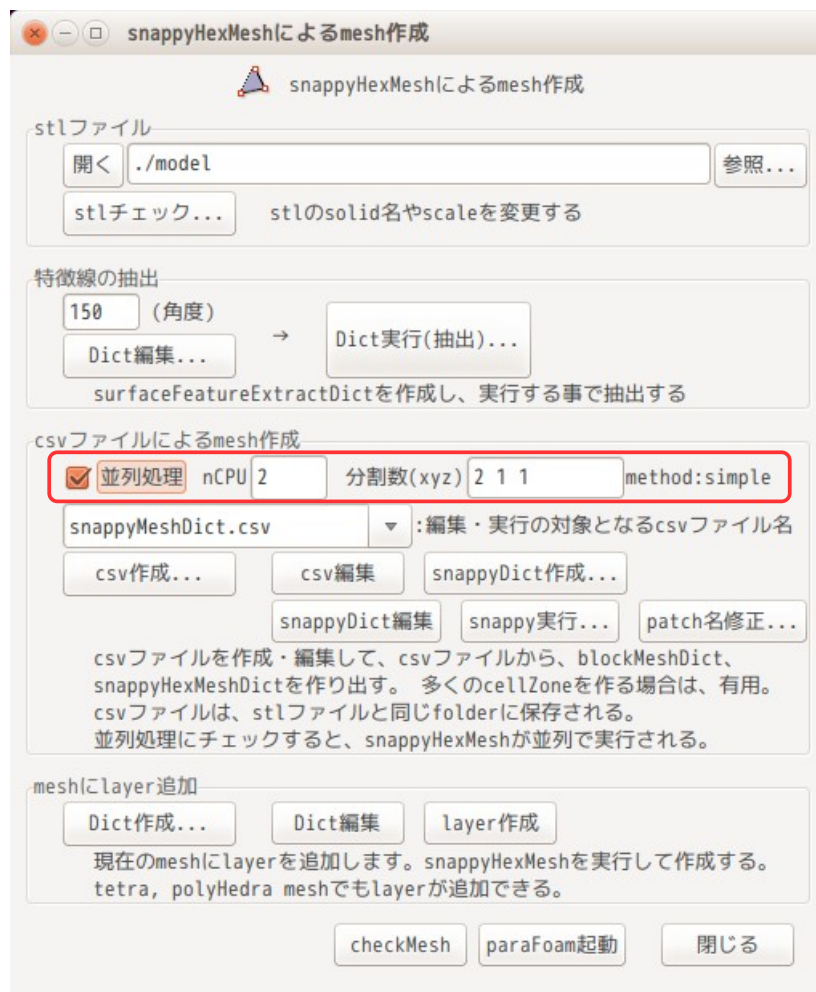 snappyHexMeshによるmesh作成
snappyHexMeshによるmesh作成
stlファイル
開く ./model 参照...
stlチェック... stlのsolid名やscaleを変更する
特徴線の抽出
150 (角度)
→ Dict実行(抽出)...
Dict編集...
surfaceFeatureExtractDictを作成し、実行する事で抽出する
csvファイルによるmesh作成
並列処理 nCPU 2 分割数(xyz) 2 1 1 method:simple
snappyMeshDict.csv :編集・実行の対象となるcsvファイル名
csv作成... csv編集 snappyDict作成...
snappyDict編集 snappy実行... patch名修正...
csvファイルを作成・編集して、csvファイルから、blockMeshDict、
snappyHexMeshDictを作り出す。 多くのcellZoneを作る場合は、有用。
csvファイルは、stlファイルと同じfolderに保存される。
並列処理にチェックすると、snappyHexMeshが並列で実行される。
meshにlayer追加
Dict作成... Dict編集 layer作成
現在のmeshにlayerを追加します。snappyHexMeshを実行して作成する。
tetra, polyHedra meshでもlayerが追加できる。
checkMesh paraFoam起動 閉じる